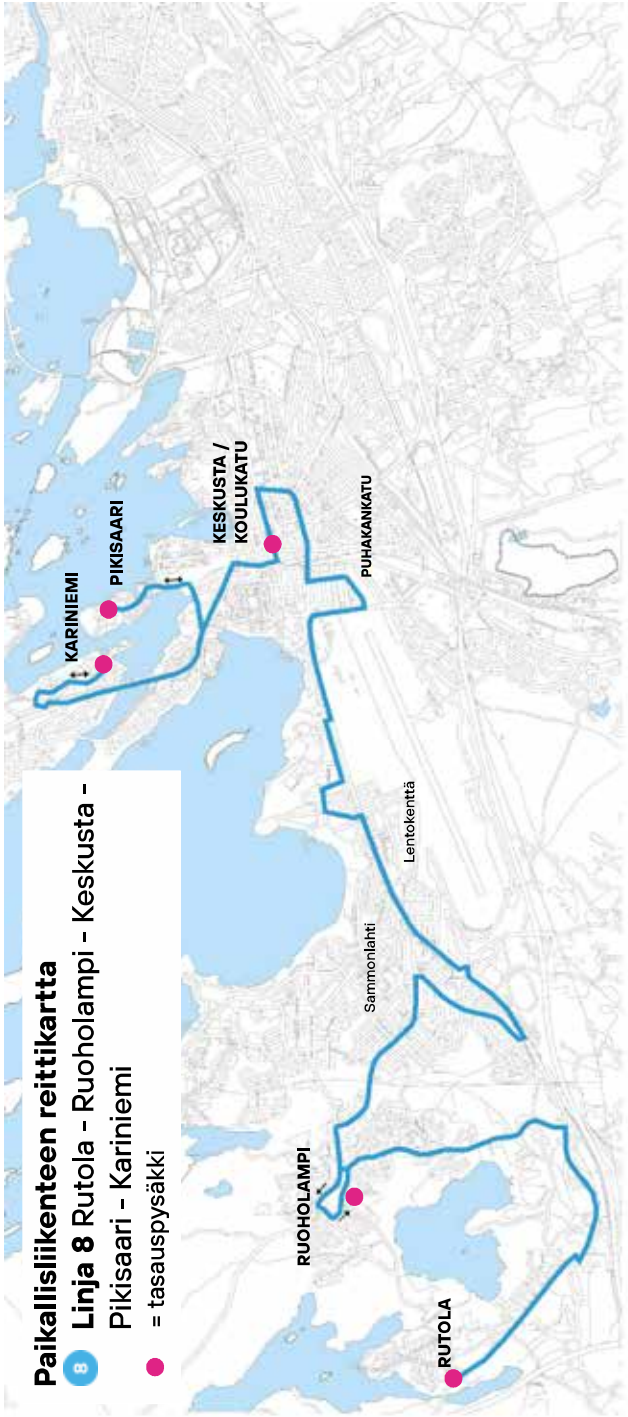 Paikallisliikenteen reittikartta
8 Linja 8 Rutola - Ruoholampi - Keskusta -
Pikisaari - Kariniemi
= tasauspysäkki
RUTOLA
RUOHOLAMPI
Sammonlahti
Lentokenttä
KARINIEMI
PIKISAARI
KESKUSTA /
KOULUKATU
PUHAKANKATU